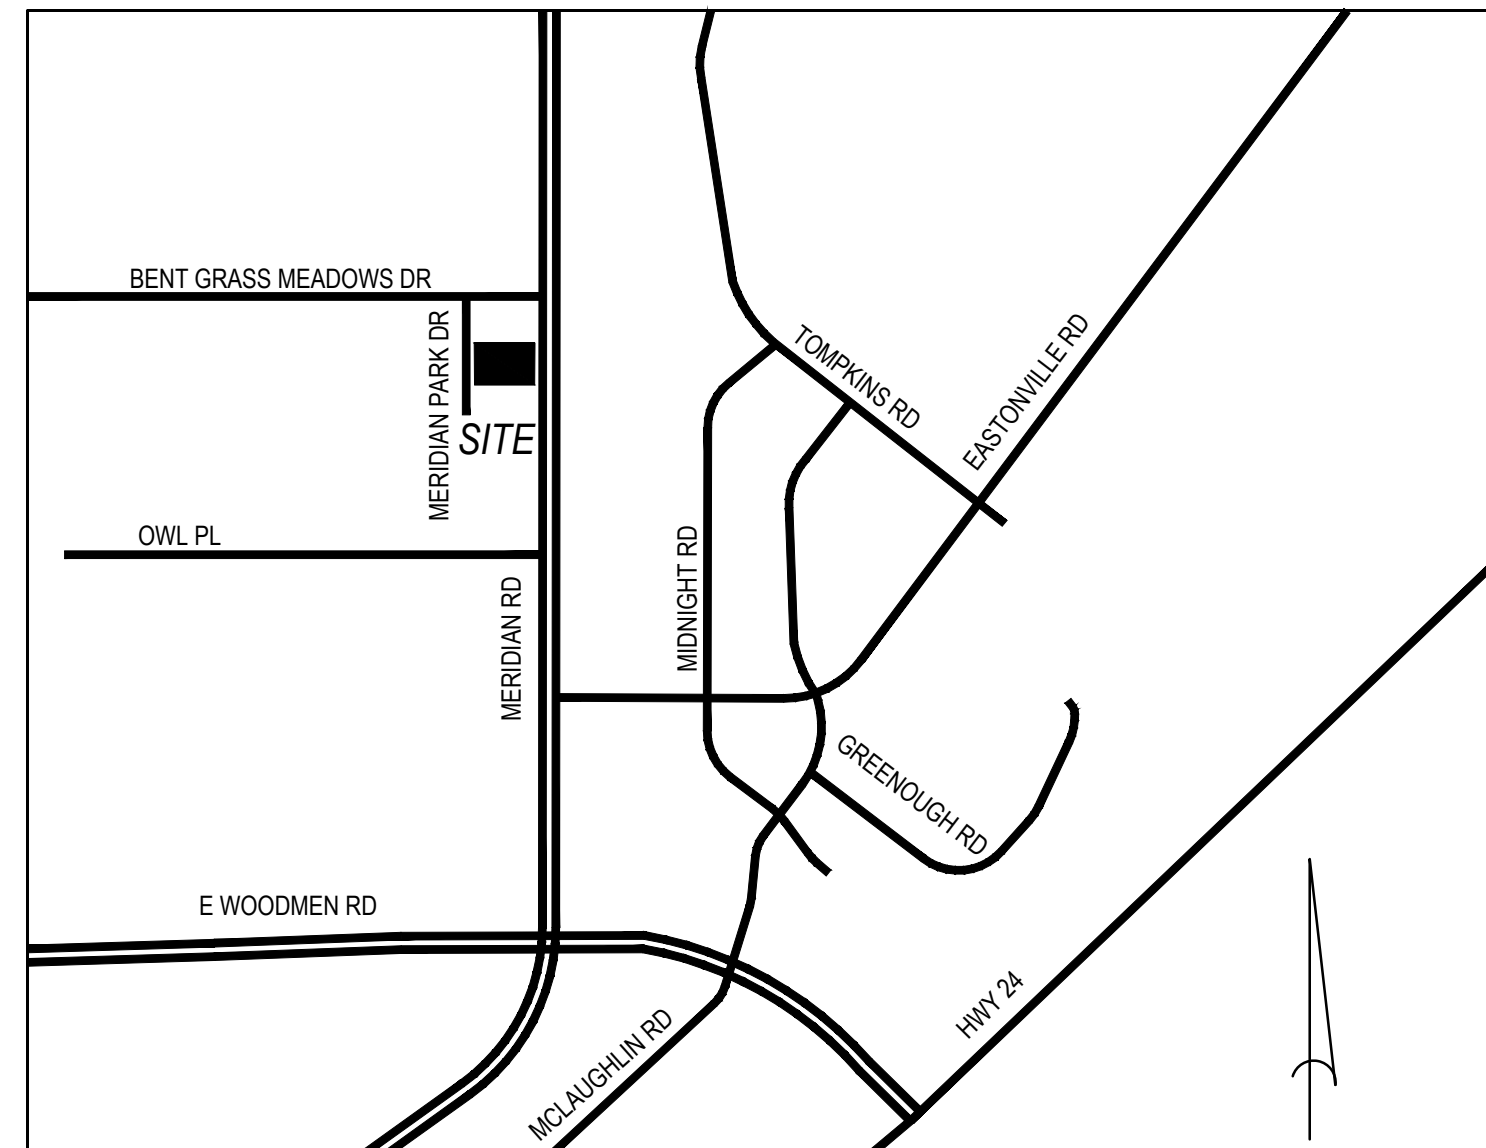 BENT GRASS MEADOWS DR
MERIDIAN PARK DR
SITE
TOMPKINS RD
EASTONVILLE RD
OWL PL
MERIDIAN RD
MIDNIGHT RD
GREENOUGH RD
E WOODMEN RD
HWY 24
MCLAUGHLIN RD